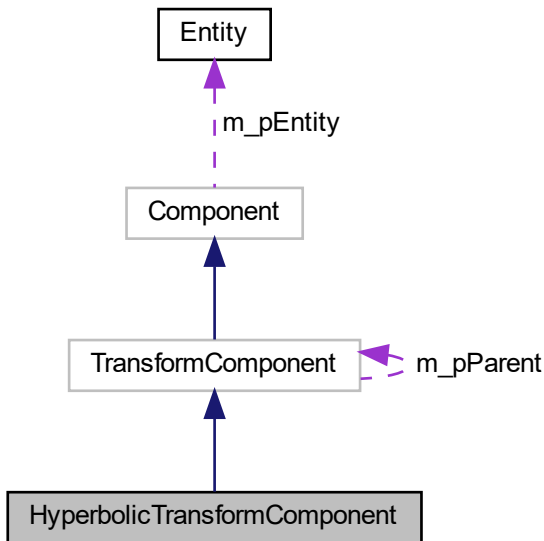 Entity
m_pEntity
Component
TransformComponent
m_pParent
HyperbolicTransformComponent